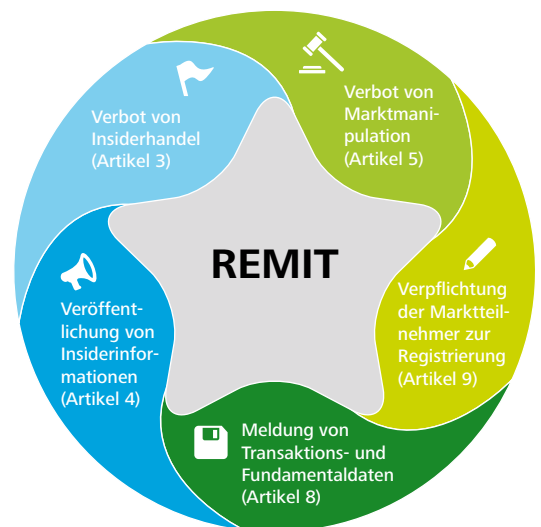 Verbot von
Insiderhandel
(Artikel 3)
Verbot von
Marktmani-
pulation
(Artikel 5)
REMIT
Veröffent-
lichung von
Insiderinfor-
mationen
(Artikel 4)
Verpflichtung
der Marktteil-
nehmer zur
Registrierung
(Artikel 9)
Meldung von
Transaktions- und
Fundamentaldaten
(Artikel 8)